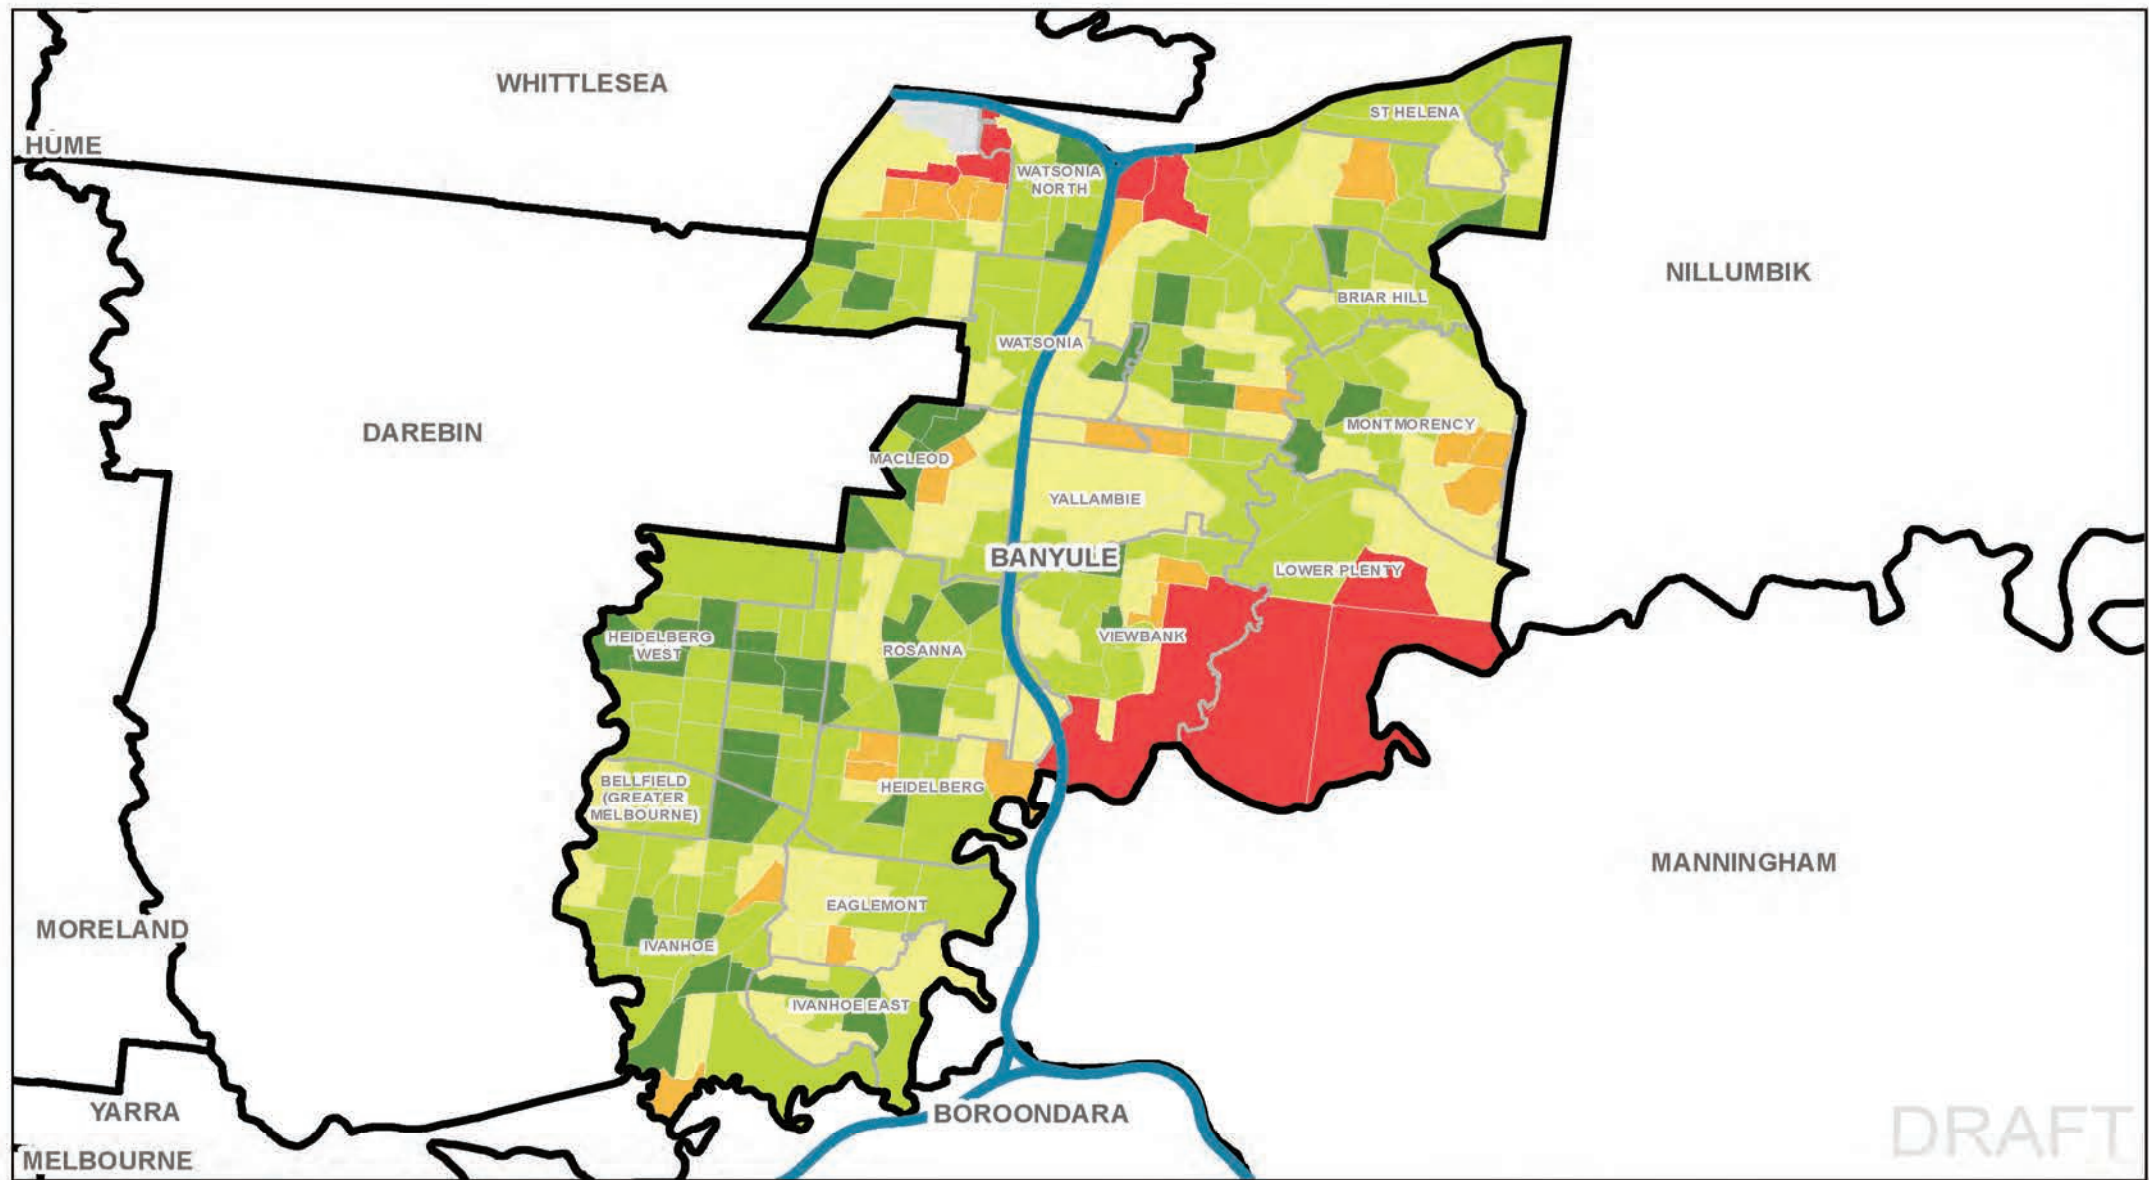 WHITTLESEA
ST HELENA
HUME
WATSONIA
NORTH
NILLUMBIK
BRIAR HILL
WATSONIA
DAREBIN
MONTMORENCY
MACLEOD
YALLAMBIE
BANYULE
LOWER PLENTY
HEIDELBERG
WEST
VIEWBANK
ROSANNA
BELLFIELD
(GREATER
MELBOURNE)
HEIDELBERG
MANNINGHAM
EAGLEMONT
MORELAND
IVANHOE
IVANHOE EAST
YARRA
BOROONDARA
DRAFT
MELBOURNE